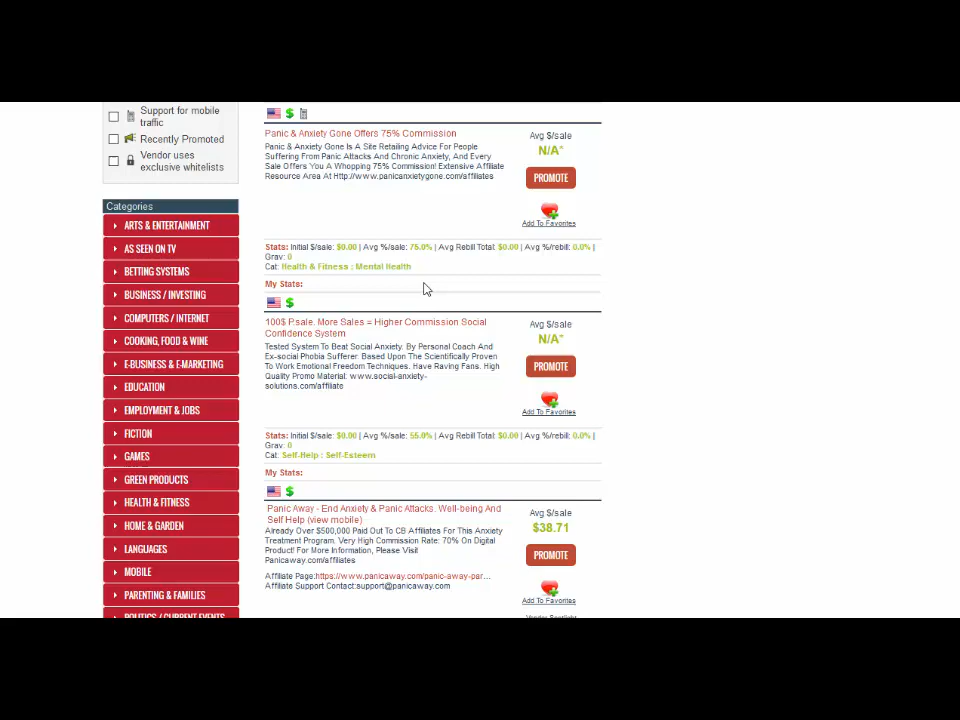 Support for mobile
traffic
Recently Promoted
Vendor uses
exclusive whitelists
Categories
ARTS & ENTERTAINMENT
AS SEEN ON TV
BETTING SYSTEMS
BUSINESS / INVESTING
COMPUTERS / INTERNET
COOKING, FOOD & WINE
E-BUSINESS & E-MARKETING
EDUCATION
EMPLOYMENT & JOBS
FICTION
GAMES
GREEN PRODUCTS
HEALTH & FITNESS
HOME & GARDEN
LANGUAGES
MOBILE
PARENTING & FAMILIES
POLITICS / CURRENT EVENTS
Panic & Anxiety Gone Offers 75% Commission
Panic & Anxiety Gone Is A Site Retailing Advice For People
Suffering From Panic Attacks And Chronic Anxiety, And Every
Sale Offers You A Whopping 75% Commission! Extensive Affiliate
Resource Area At Http://www.panicanxietygone.com/affiliates
Avg $/sale
N/A*
PROMOTE
Add To Favorites
Stats: Initial $/sale: $0.00 | Avg %/sale: 75.0% | Avg Rebill Total: $0.00 | Avg %/rebill: 0.0% |
Grav: 0
Cat: Health & Fitness : Mental Health
My Stats:
100$ P.sale. More Sales = Higher Commission Social
Confidence System
Tested System To Beat Social Anxiety. By Personal Coach And
Ex-social Phobia Sufferer. Based Upon The Scientifically Proven
To Work Emotional Freedom Techniques. Have Raving Fans. High
Quality Promo Material: www.social-anxiety-
solutions.com/affiliate
Avg $/sale
N/A*
PROMOTE
Add To Favorites
Stats: Initial $/sale: $0.00 | Avg %/sale: 55.0% | Avg Rebill Total: $0.00 | Avg %/rebill: 0.0% |
Grav: 0
Cat: Self-Help : Self-Esteem
My Stats:
Panic Away - End Anxiety & Panic Attacks. Well-being And
Self Help (view mobile)
Already Over $500,000 Paid Out To CB Affiliates For This Anxiety
Treatment Program. Very High Commission Rate: 70% On Digital
Product! For More Information, Please Visit
Panicaway.com/affiliates
Affiliate Page:https://www.panicaway.com/panic-away-par...
Affiliate Support Contact:support@panicaway.com
Avg $/sale
$38.71
PROMOTE
Add To Favorites
Vendor Spotlight